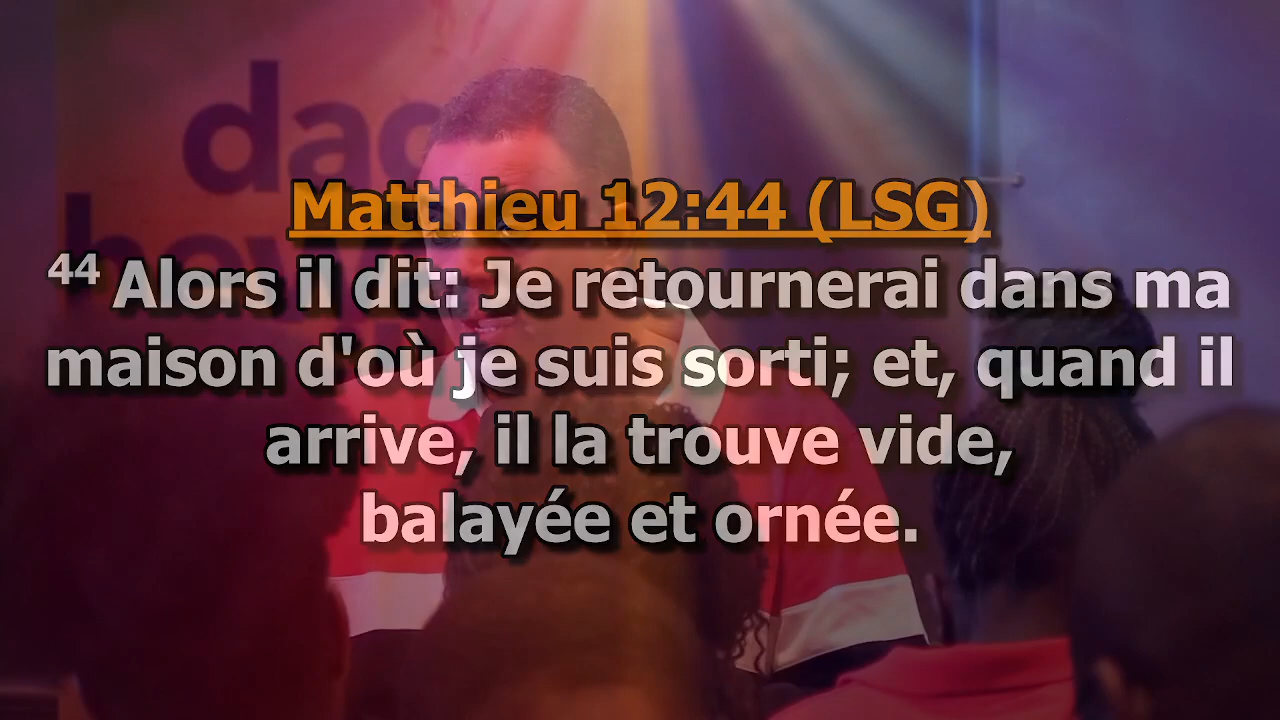 Matthieu 12:44 (LSG)
44 Alors il dit: Je retournerai dans ma
maison d'où je suis sorti; et, quand il
arrive, il la trouve vide,
balayée et ornée.